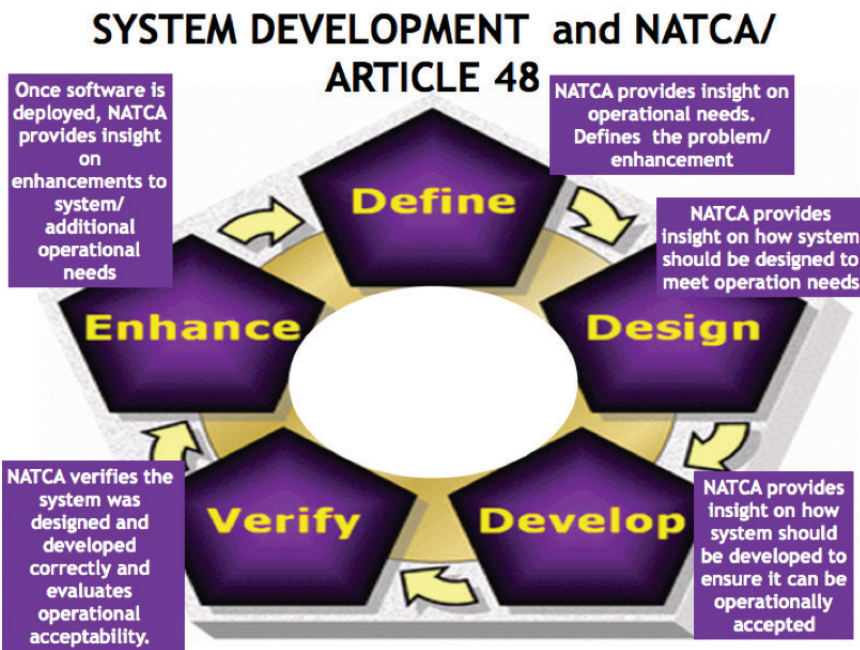 SYSTEM DEVELOPMENT and NATCA/
ARTICLE 48
Once software is
deployed, NATCA
provides insight
on
enhancements to
system/
additional
operational
needs
NATCA provides insight on
operational needs.
Defines the problem/
enhancement
Define
NATCA provides
insight on how system
should be designed to
meet operation needs
Enhance
Design
NATCA verifies the
system was
designed and
developed
correctly and
evaluates
operational
acceptability.
Verify
Develop
NATCA provides
insight on how
system should
be developed to
ensure it can be
operationally
accepted